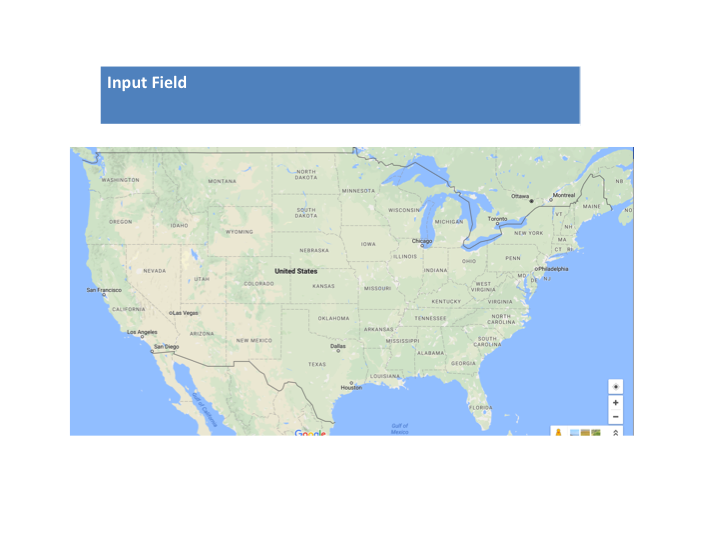 Input Field
NORTH
DAKOTA
WASHINGTON
MONTANA
NB
MINNESOTA
Ottawa
Montreal
MAINE
SOUTH
DAKOTA
WISCONSIN
VT
NO
OREGON
IDAHO
MICHIGAN
Toronto
NH
WYOMING
NEW YORK
MA
Chicago
IOWA
CT RI
NEBRASKA
ILLINOIS
OHIO
PENN
NEVADA
United States
INDIANA
Philadelphia
UTAH
COLORADO
MD
DE
NJ
KANSAS
MISSOURI
WEST
VIRGINIA
San Francisco
KENTUCKY
VIRGINIA
CALIFORNIA
Las Vegas
OKLAHOMA
TENNESSEE
NORTH
CAROLINA
Los Angeles
ARIZONA
ARKANSAS
NEW MEXICO
MISSISSIPPI
SOUTH
CAROLINA
San Diego
Dallas
ALABAMA
TEXAS
GEORGIA
LOUISIANA
Houston
Gulf of
California
FLORIDA
Gulf of
Mexico
Google